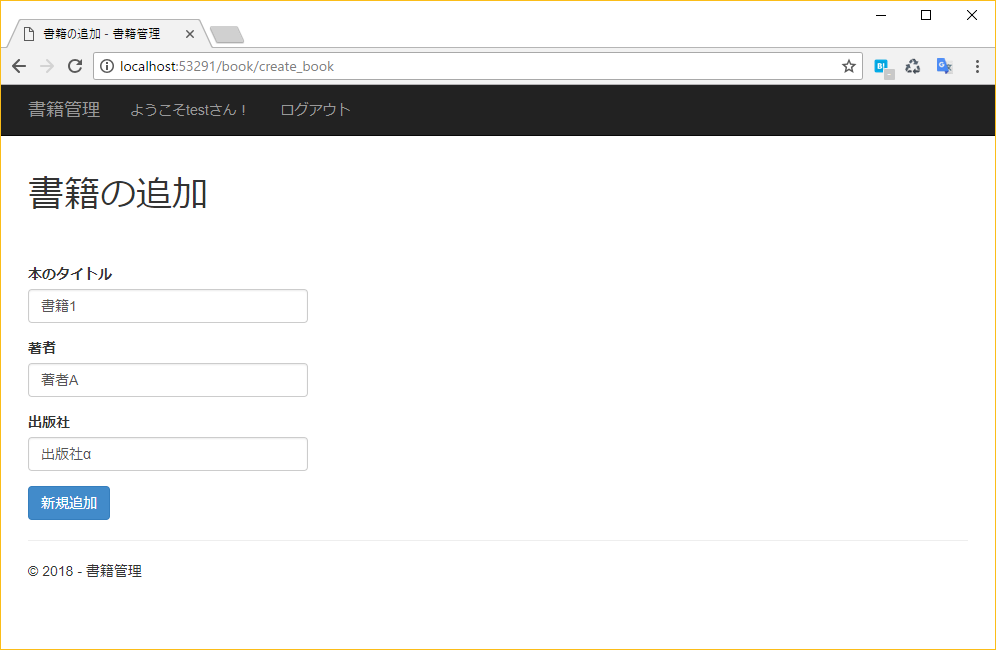 書籍の追加 - 書籍管理
localhost:53291/book/create_book
書籍管理 ようこそtestさん！ ログアウト
書籍の追加
本のタイトル
書籍1
著者
著者A
出版社
出版社α
新規追加
© 2018 - 書籍管理